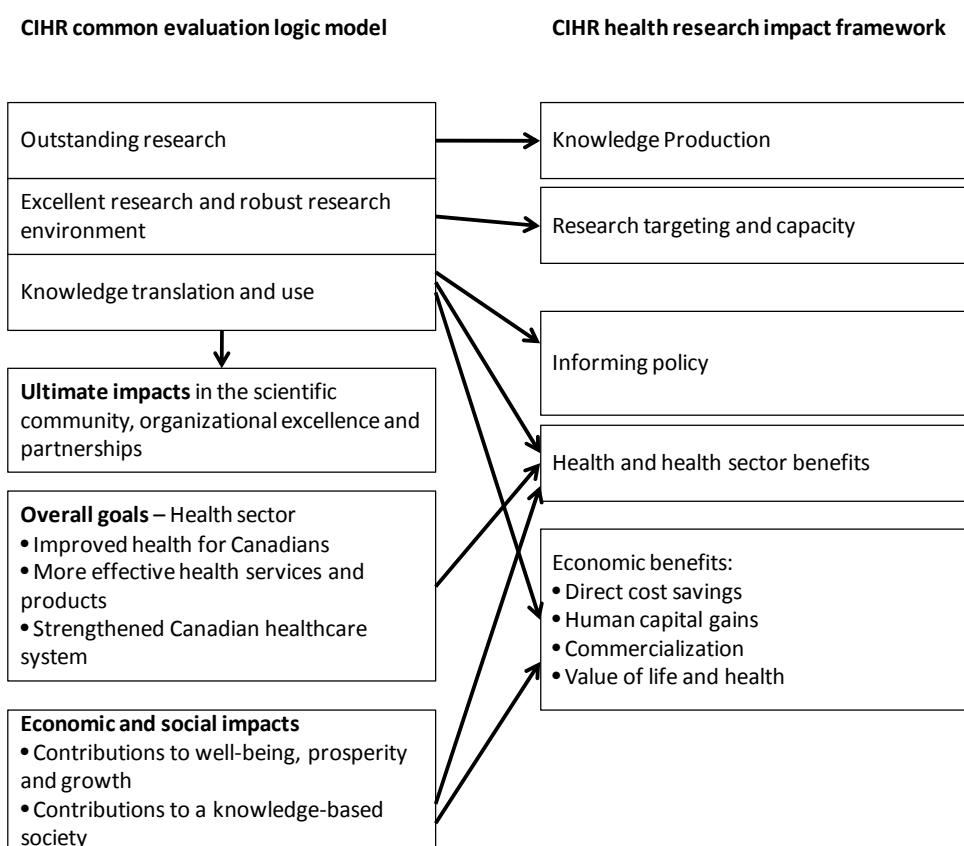 CIHR common evaluation logic model
CIHR health research impact framework
Outstanding research
Excellent research and robust research
environment
Knowledge translation and use
Ultimate impacts in the scientific
community, organizational excellence and
partnerships
Overall goals – Health sector
• Improved health for Canadians
• More effective health services and
products
• Strengthened Canadian healthcare
system
Economic and social impacts
• Contributions to well-being, prosperity
and growth
• Contributions to a knowledge-based
society
Knowledge Production
Research targeting and capacity
Informing policy
Health and health sector benefits
Economic benefits:
• Direct cost savings
• Human capital gains
• Commercialization
• Value of life and health